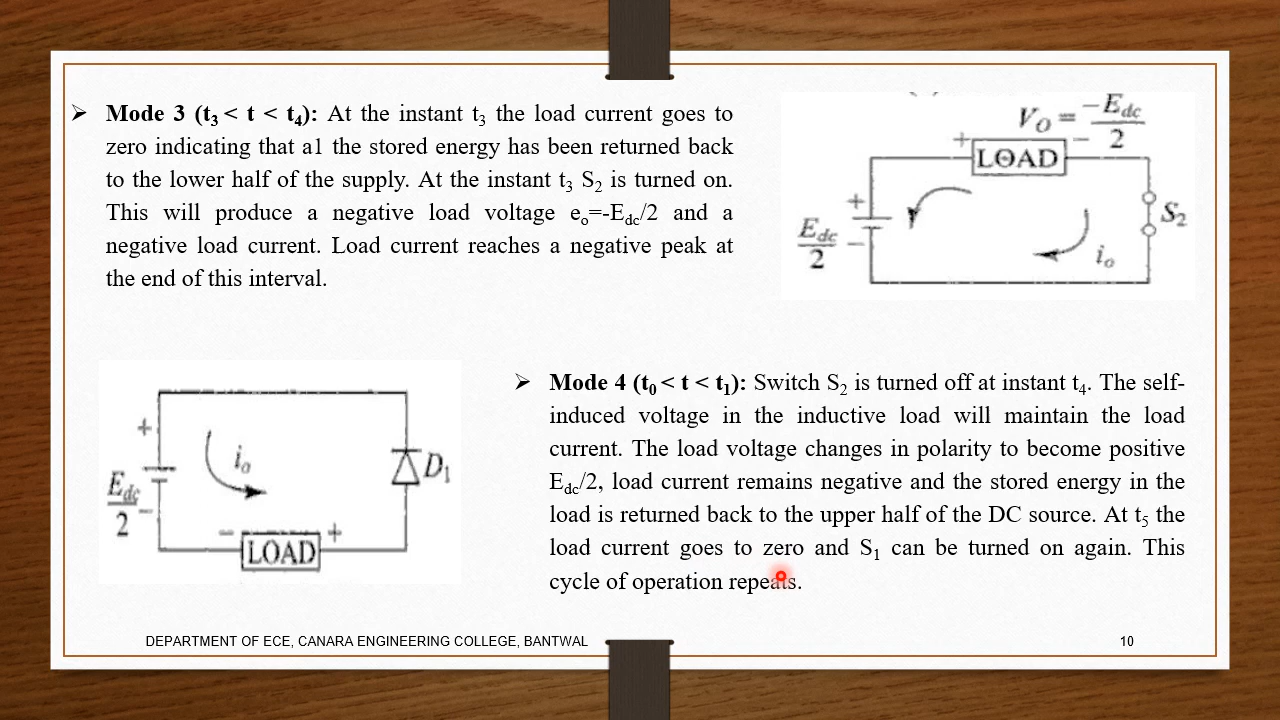 ➢ Mode 3 (t3 < t < t4): At the instant t3 the load current goes to
zero indicating that a1 the stored energy has been returned back
to the lower half of the supply. At the instant t3 S2 is turned on.
This will produce a negative load voltage eo=-Edc/2 and a
negative load current. Load current reaches a negative peak at
the end of this interval.
VO = -Edc/2
+ LOAD -
+
Edc/2
-
S2
io
+
io
D1
Edc/2
-
- LOAD +
➢ Mode 4 (t0 < t < t1): Switch S2 is turned off at instant t4. The self-
induced voltage in the inductive load will maintain the load
current. The load voltage changes in polarity to become positive
Edc/2, load current remains negative and the stored energy in the
load is returned back to the upper half of the DC source. At t5 the
load current goes to zero and S1 can be turned on again. This
cycle of operation repeats.
DEPARTMENT OF ECE, CANARA ENGINEERING COLLEGE, BANTWAL
10